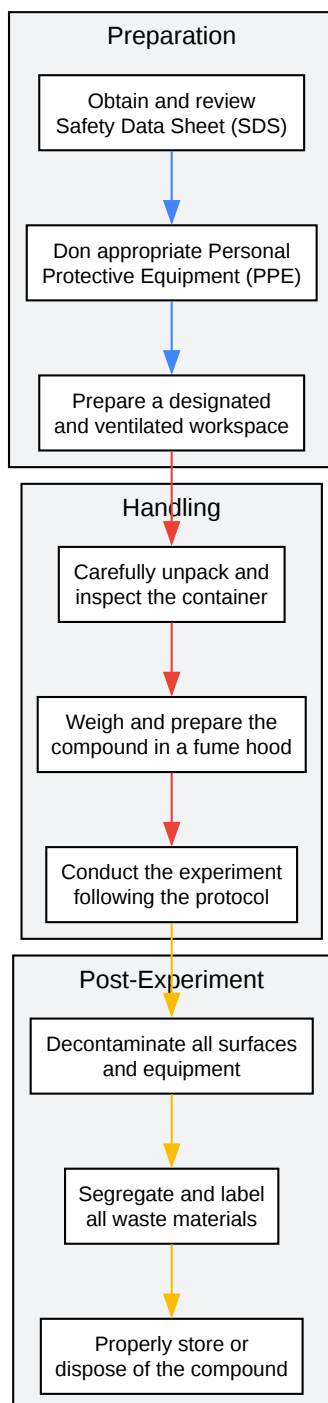 Preparation
Obtain and review
Safety Data Sheet (SDS)
Don appropriate Personal
Protective Equipment (PPE)
Prepare a designated
and ventilated workspace
Handling
Carefully unpack and
inspect the container
Weigh and prepare the
compound in a fume hood
Conduct the experiment
following the protocol
Post-Experiment
Decontaminate all surfaces
and equipment
Segregate and label
all waste materials
Properly store or
dispose of the compound